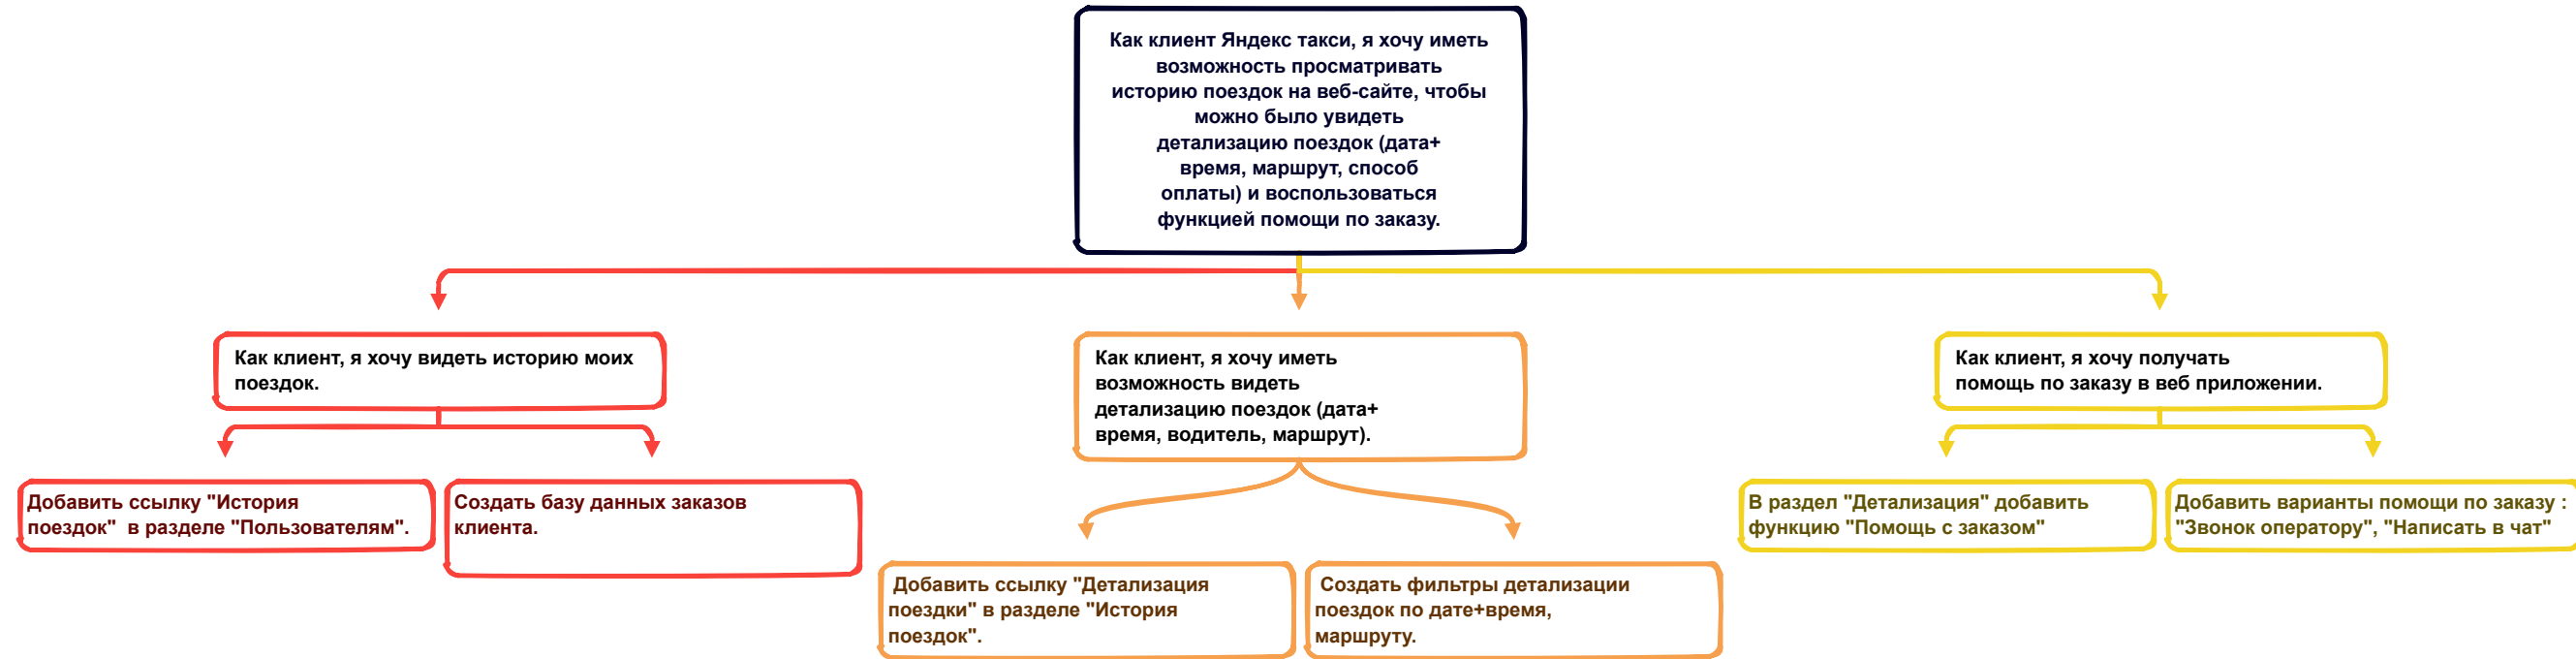 Как клиент Яндекс такси, я хочу иметь
возможность просматривать
историю поездок на веб-сайте, чтобы
можно было увидеть
детализацию поездок (дата+
время, маршрут, способ
оплаты) и воспользоваться
функцией помощи по заказу.
Как клиент, я хочу видеть историю моих
поездок.
Как клиент, я хочу иметь
возможность видеть
детализацию поездок (дата+
время, водитель, маршрут).
Как клиент, я хочу получать
помощь по заказу в веб приложении.
Добавить ссылку "История
поездок"  в разделе "Пользователям".
Создать базу данных заказов
клиента.
Добавить ссылку "Детализация
поездки" в разделе "История
поездок".
Создать фильтры детализации
поездок по дате+время,
маршруту.
В раздел "Детализация" добавить
функцию "Помощь с заказом"
Добавить варианты помощи по заказу :
"Звонок оператору", "Написать в чат"